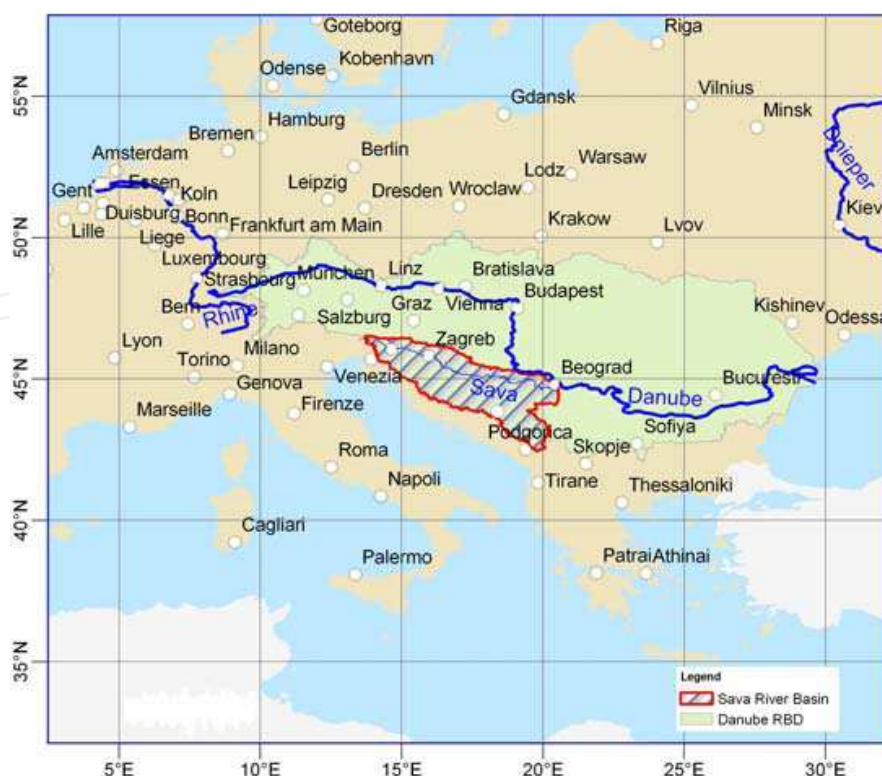 Goteborg
Riga
Kobenhavn
Odense
55°N
Vilnius
Gdansk
Minsk
Hamburg
Bremen
Dnieper
Amsterdam
Berlin
Warsaw
Lodz
Essen
Leipzig
Dresden
Wroclaw
Gent
Koln
Kiev
Duisburg
Bonn
Lille
Frankfurt am Main
Krakow
Lvov
50°N
Liege
Luxembourg
Strasbourg
München
Linz
Bratislava
Vienna
Budapest
Bern
Rhine
Graz
Kishinev
Salzburg
Odessa
Lyon
Zagreb
Milano
Torino
Beograd
45°N
Venezia
Sava
Danube
Bucuresti
Genova
Marseille
Firenze
Podgorica
Sofiya
Skopje
Roma
Tirane
Napoli
Thessaloniki
40°N
Cagliari
Palermo
Patrai
Athinai
35°N
Legend
Sava River Basin
Danube RBD
5°E
10°E
15°E
20°E
25°E
30°E